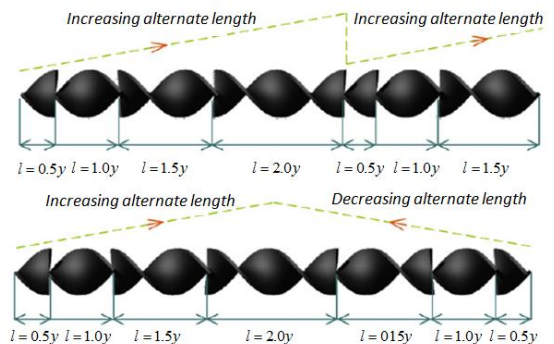 Increasing alternate length Increasing alternate length
l = 0.5y l = 1.0y l = 1.5y l = 2.0y l = 0.5y l = 1.0y l = 1.5y
Increasing alternate length Decreasing alternate length
l = 0.5y l = 1.0y l = 1.5y l = 2.0y l = 015y l = 1.0y l = 0.5y